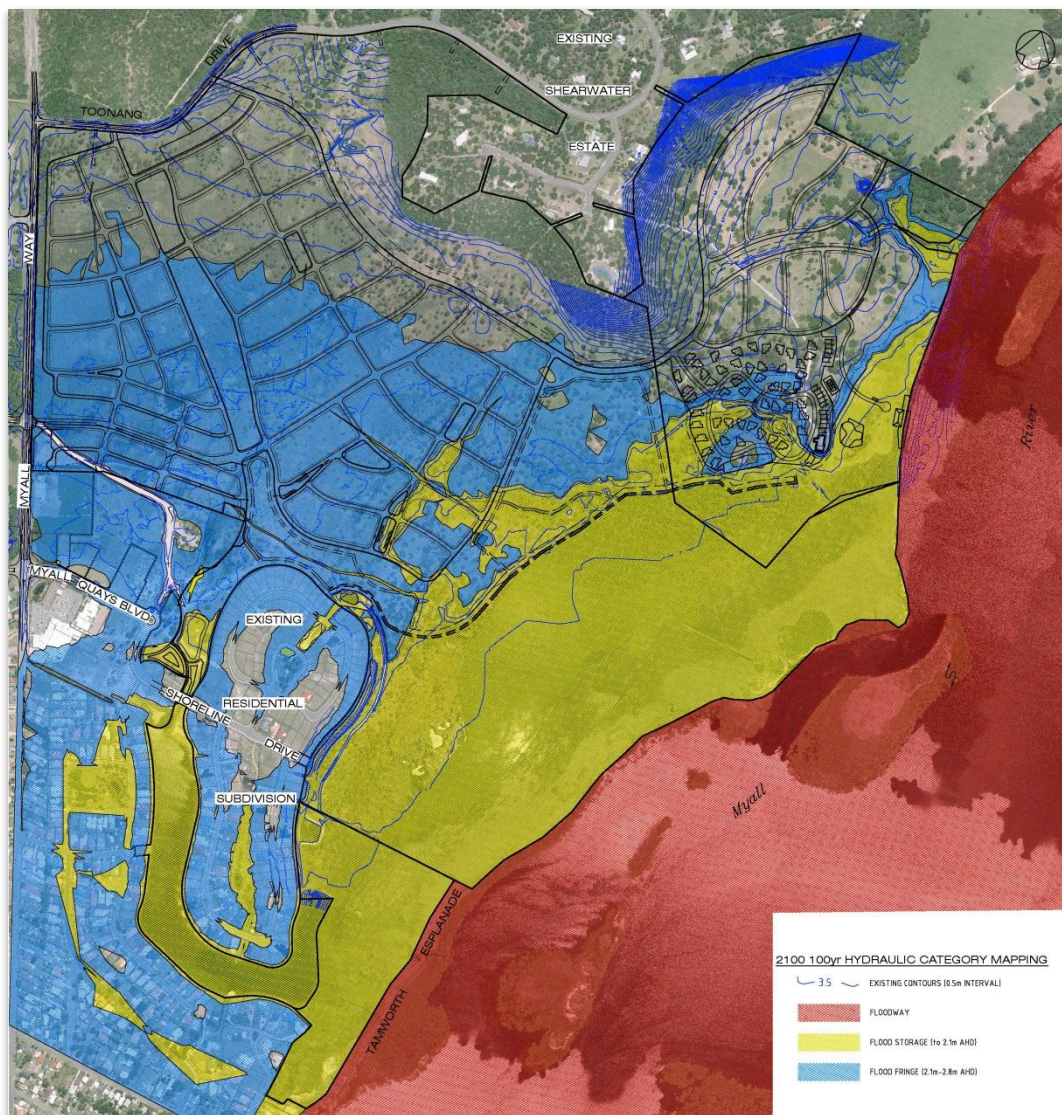 EXISTING
SHEARWATER
ESTATE
TOONANG
DRIVE
WAY
MYALL
MYALL QUAYS BLVD
EXISTING
RESIDENTIAL
SHORELINE
DRIVE
SUBDIVISION
River
Myall
ESPLANADE
TAMWORTH
2100 100yr HYDRAULIC CATEGORY MAPPING
3.5 EXISTING CONTOURS (0.5m INTERVAL)
FLOODWAY
FLOOD STORAGE (to 2.1m AHD)
FLOOD FRINGE (2.1m-2.8m AHD)